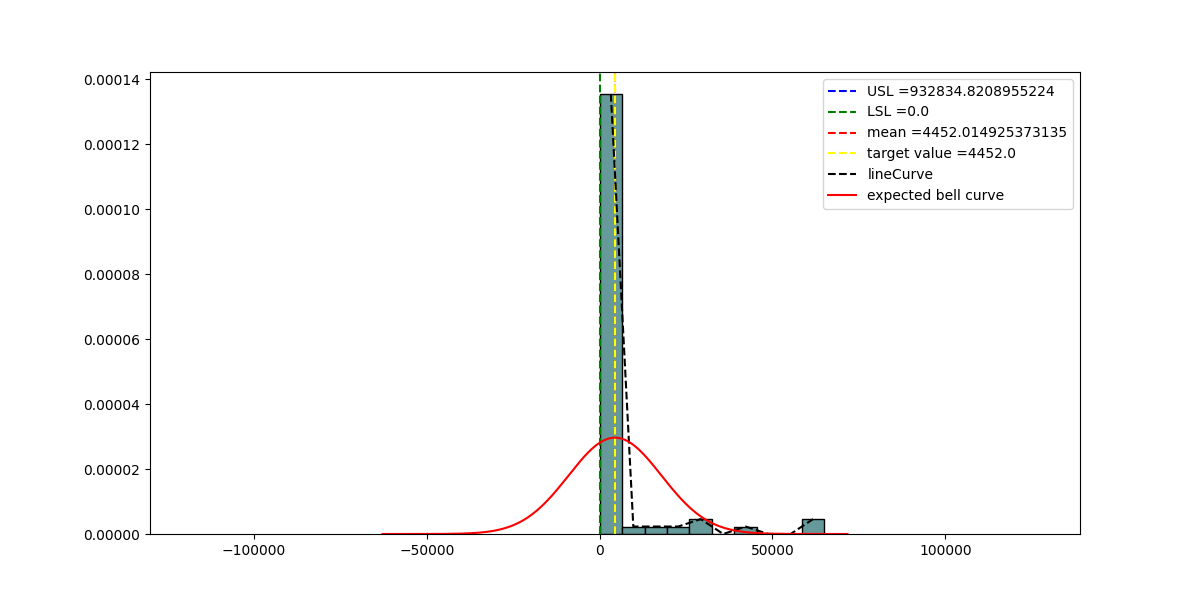 0.00014
0.00012
0.00010
0.00008
0.00006
0.00004
0.00002
0.00000
−100000
−50000
0
50000
100000
USL =932834.8208955224
LSL =0.0
mean =4452.014925373135
target value =4452.0
lineCurve
expected bell curve